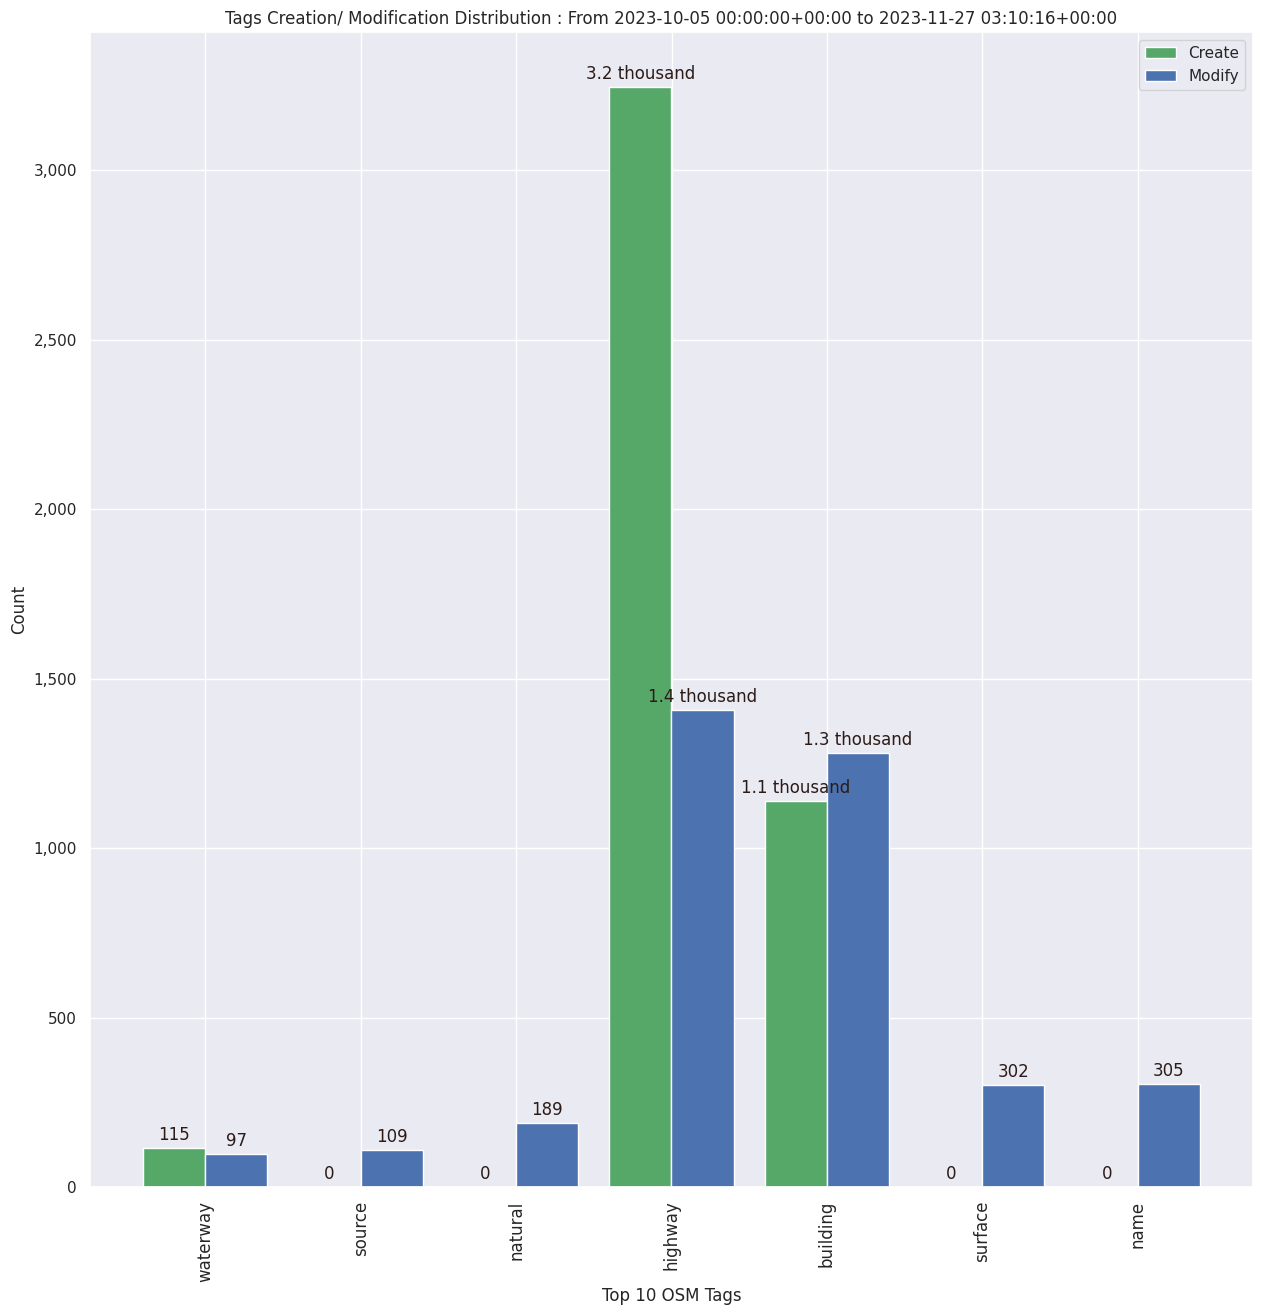 Tags Creation/ Modification Distribution : From 2023-10-05 00:00:00+00:00 to 2023-11-27 03:10:16+00:00
Create
Modify
3.2 thousand
3,000
2,500
2,000
1,500
1.4 thousand
1.3 thousand
1.1 thousand
1,000
500
0
Count
115
97
0
109
0
189
0
302
0
305
waterway
source
natural
highway
building
surface
name
Top 10 OSM Tags